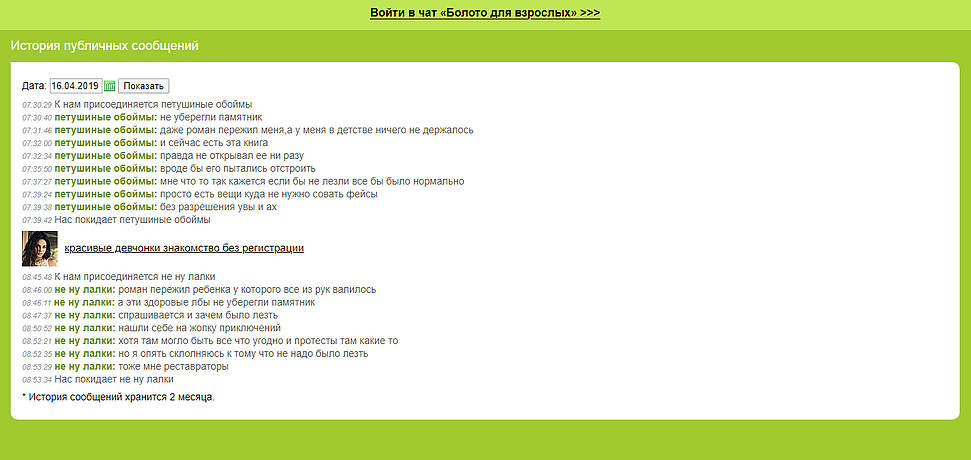 Войти в чат «Болото для взрослых» >>>
История публичных сообщений
Дата: 16.04.2019 Показать
07:30:29 К нам присоединяется петушиные обоймы
07:30:40 петушиные обоймы: не уберегли памятник
07:31:46 петушиные обоймы: даже роман пережил меня,а у меня в детстве ничего не держалось
07:32:00 петушиные обоймы: и сейчас есть эта книга
07:32:34 петушиные обоймы: правда не открывал ее ни разу
07:35:50 петушиные обоймы: вроде бы его пытались отстроить
07:37:27 петушиные обоймы: мне что то так кажется если бы не лезли все бы было нормально
07:39:24 петушиные обоймы: просто есть вещи куда не нужно совать фейсы
07:39:38 петушиные обоймы: без разрешения увы и ах
07:39:42 Нас покидает петушиные обоймы
красивые девчонки знакомство без регистрации
08:45:48 К нам присоединяется не ну лалки
08:46:00 не ну лалки: роман пережил ребенка у которого все из рук валилось
08:46:11 не ну лалки: а эти здоровые лбы не уберегли памятник
08:47:37 не ну лалки: спрашивается и зачем было лезть
08:50:52 не ну лалки: нашли себе на жопку приключений
08:52:21 не ну лалки: хотя там могло быть все что угодно и протесты там какие то
08:52:35 не ну лалки: но я опять склоняюсь к тому что не надо было лезть
08:53:29 не ну лалки: тоже мне реставраторы
08:53:34 Нас покидает не ну лалки
* История сообщений хранится 2 месяца.